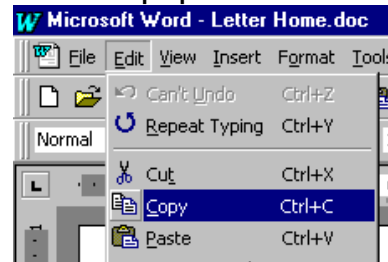 Microsoft Word - Letter Home.doc
File Edit View Insert Format Tools
Can't Undo Ctrl+Z
Normal
Repeat Typing Ctrl+Y
Cut Ctrl+X
Copy Ctrl+C
Paste Ctrl+V